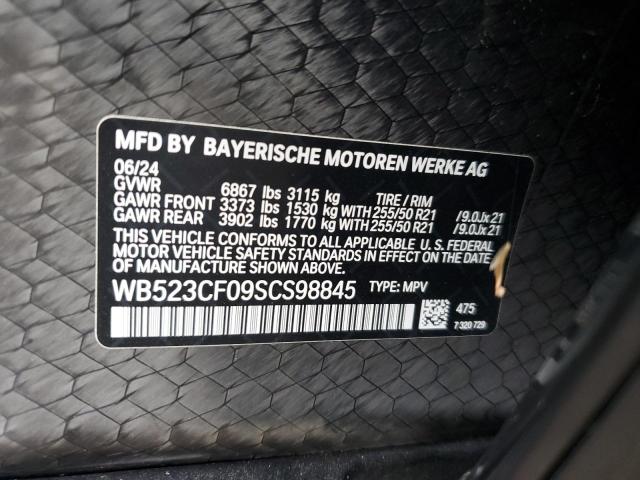 MFD BY BAYERISCHE MOTOREN WERKE AG
06/24
GVWR 6867 lbs 3115 kg TIRE / RIM
GAWR FRONT 3373 lbs 1530 kg WITH 255/50 R21 /9.0Jx21
GAWR REAR 3902 lbs 1770 kg WITH 255/50 R21 /9.0Jx21
THIS VEHICLE CONFORMS TO ALL APPLICABLE U. S. FEDERAL
MOTOR VEHICLE SAFETY STANDARDS IN EFFECT ON THE DATE
OF MANUFACTURE SHOWN ABOVE.
WB523CF09SCS98845 TYPE: MPV
475
7 320 729